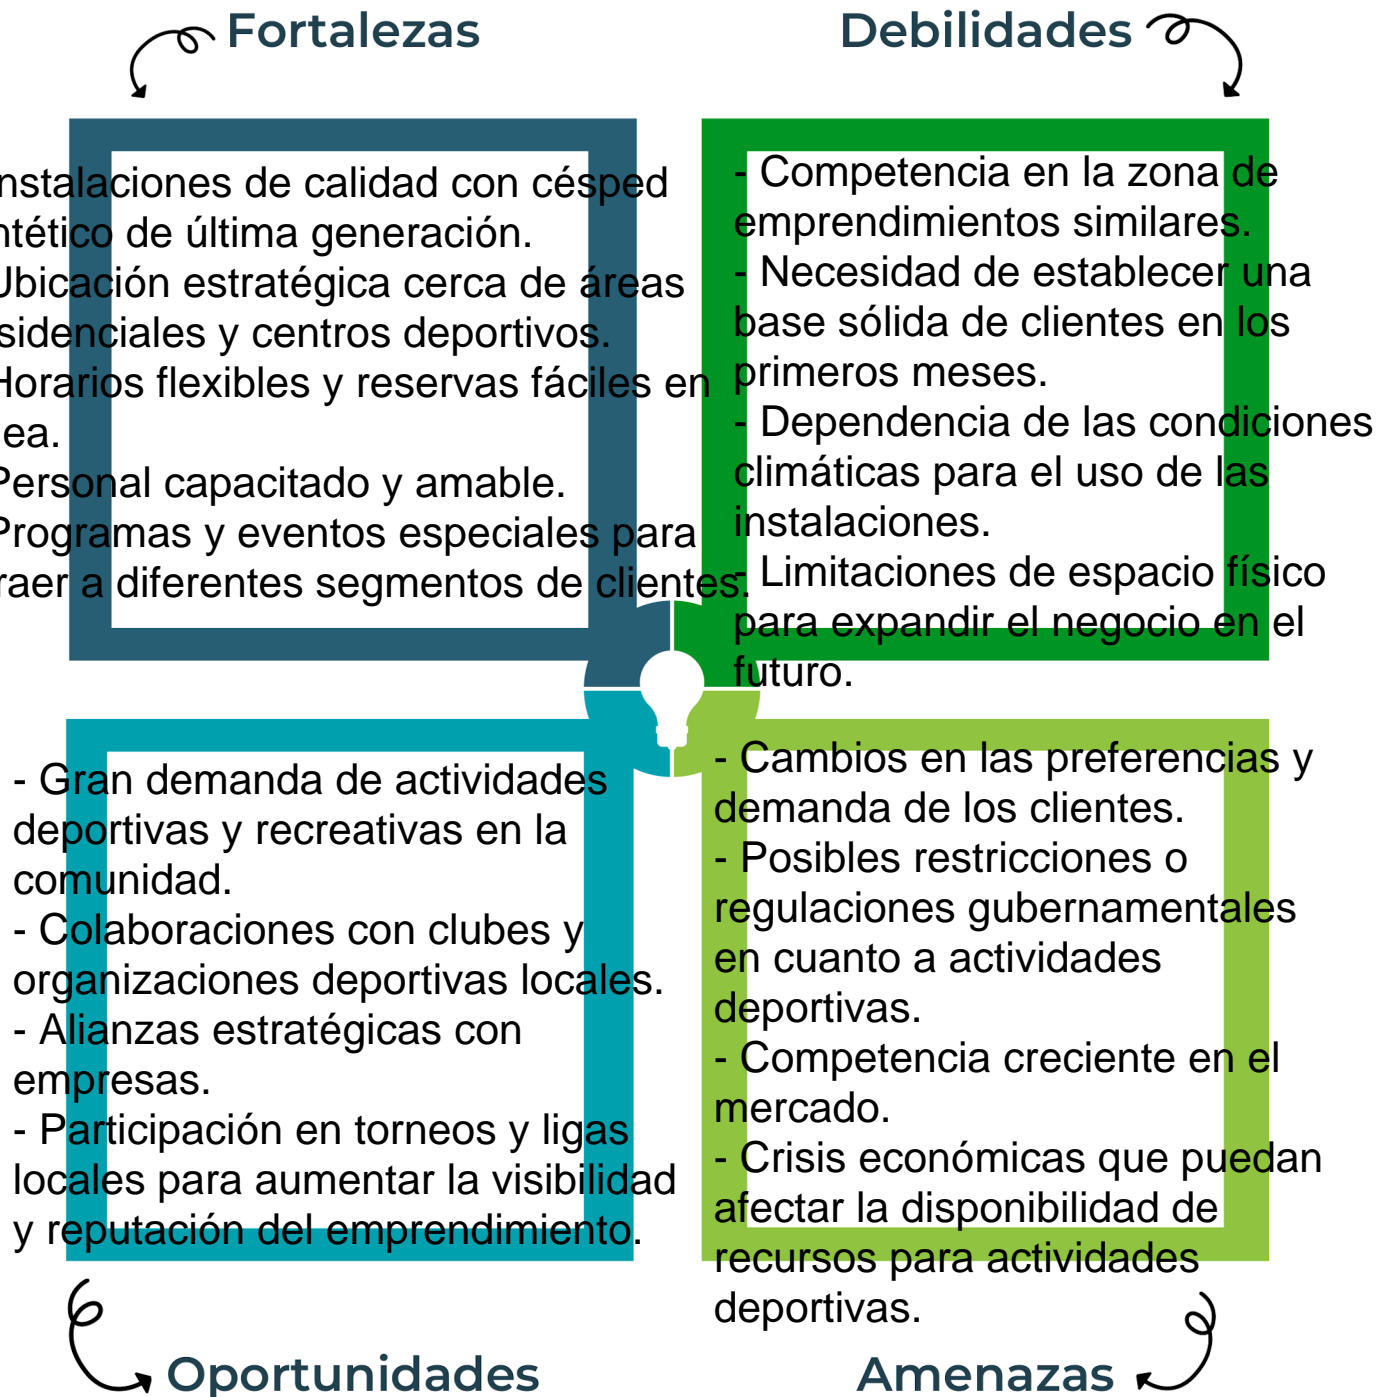 Fortalezas
nstalaciones de calidad con césped
ntético de última generación.
Ubicación estratégica cerca de áreas
sidenciales y centros deportivos.
Horarios flexibles y reservas fáciles en
ea.
Personal capacitado y amable.
Programas y eventos especiales para
raer a diferentes segmentos de clientes.
Debilidades
- Competencia en la zona de
emprendimientos similares.
- Necesidad de establecer una
base sólida de clientes en los
primeros meses.
- Dependencia de las condiciones
climáticas para el uso de las
instalaciones.
- Limitaciones de espacio físico
para expandir el negocio en el
futuro.
- Gran demanda de actividades
deportivas y recreativas en la
comunidad.
- Colaboraciones con clubes y
organizaciones deportivas locales.
- Alianzas estratégicas con
empresas.
- Participación en torneos y ligas
locales para aumentar la visibilidad
y reputación del emprendimiento.
Oportunidades
- Cambios en las preferencias y
demanda de los clientes.
- Posibles restricciones o
regulaciones gubernamentales
en cuanto a actividades
deportivas.
- Competencia creciente en el
mercado.
- Crisis económicas que puedan
afectar la disponibilidad de
recursos para actividades
deportivas.
Amenazas